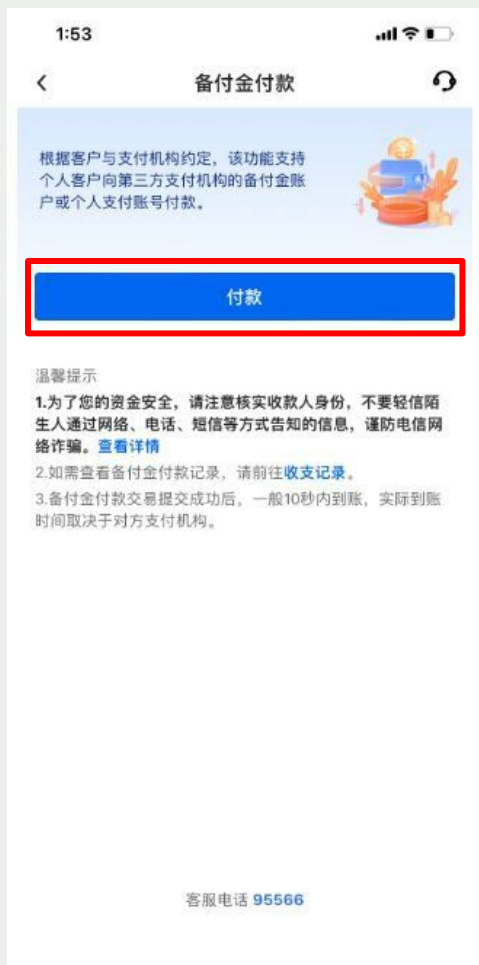 1:53
备付金付款
根据客户与支付机构约定，该功能支持
个人客户向第三方支付机构的备付金账
户或个人支付账号付款。
付款
温馨提示
1.为了您的资金安全，请注意核实收款人身份，不要轻信陌
生人通过网络、电话、短信等方式告知的信息，谨防电信网
络诈骗。查看详情
2.如需查看备付金付款记录，请前往收支记录。
3.备付金付款交易提交成功后，一般10秒内到账，实际到账
时间取决于对方支付机构。
客服电话 95566